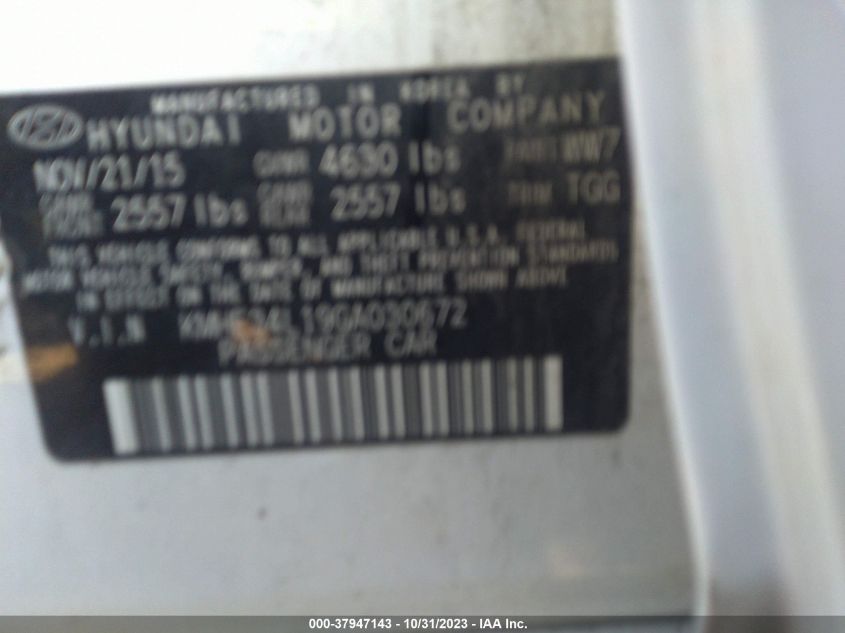 MANUFACTURED IN KOREA BY
HYUNDAI MOTOR COMPANY
NOV/21/15 GVWR 4630 lbs PAINT WW7
GAWR FRONT 2557 lbs GAWR REAR 2557 lbs TRIM TGG
THIS VEHICLE CONFORMS TO ALL APPLICABLE U.S.A. FEDERAL
MOTOR VEHICLE SAFETY, BUMPER, AND THEFT PREVENTION STANDARDS
IN EFFECT ON THE DATE OF MANUFACTURE SHOWN ABOVE
V.I.N
PASSENGER CAR
000-37947143 - 10/31/2023 - IAA Inc.